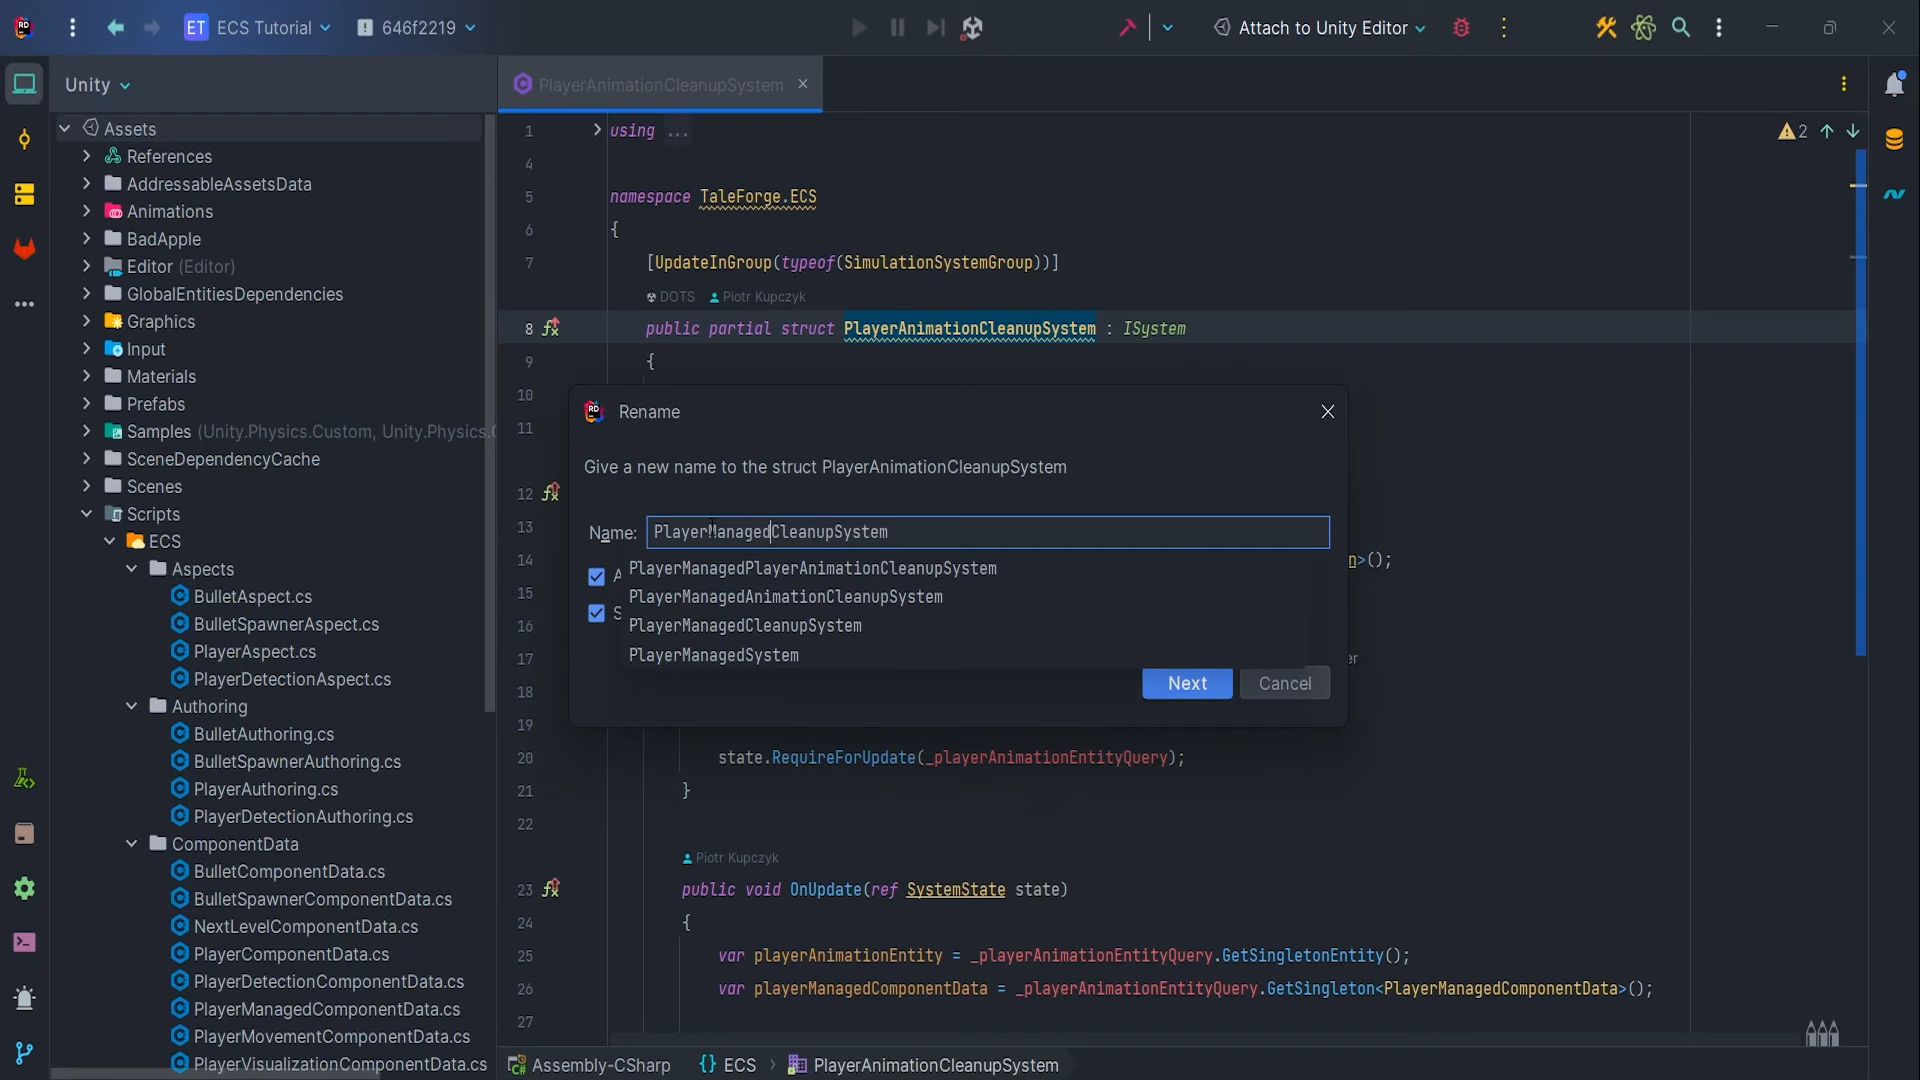 RD
ET ECS Tutorial
646f2219
Attach to Unity Editor
Unity
Assets
References
AddressableAssetsData
Animations
BadApple
Editor (Editor)
GlobalEntitiesDependencies
Graphics
Input
Materials
Prefabs
Samples (Unity.Physics.Custom, Unity.Physics.
SceneDependencyCache
Scenes
Scripts
ECS
Aspects
BulletAspect.cs
BulletSpawnerAspect.cs
PlayerAspect.cs
PlayerDetectionAspect.cs
Authoring
BulletAuthoring.cs
BulletSpawnerAuthoring.cs
PlayerAuthoring.cs
PlayerDetectionAuthoring.cs
ComponentData
BulletComponentData.cs
BulletSpawnerComponentData.cs
NextLevelComponentData.cs
PlayerComponentData.cs
PlayerDetectionComponentData.cs
PlayerManagedComponentData.cs
PlayerMovementComponentData.cs
PlayerVisualizationComponentData.cs
PlayerAnimationCleanupSystem
2
1 using ...
4
5 namespace TaleForge.ECS
6 {
7 [UpdateInGroup(typeof(SimulationSystemGroup))]
DOTS Piotr Kupczyk
8 public partial struct PlayerAnimationCleanupSystem : ISystem
9 {
10
11
12
13
14 n>();
15
16
17 er
18
19
20 state.RequireForUpdate(_playerAnimationEntityQuery);
21 }
22
Piotr Kupczyk
23 public void OnUpdate(ref SystemState state)
24 {
25 var playerAnimationEntity = _playerAnimationEntityQuery.GetSingletonEntity();
26 var playerManagedComponentData = _playerAnimationEntityQuery.GetSingleton<PlayerManagedComponentData>();
27
RD Rename
Give a new name to the struct PlayerAnimationCleanupSystem
Name: PlayerManagedCleanupSystem
PlayerManagedPlayerAnimationCleanupSystem
PlayerManagedAnimationCleanupSystem
PlayerManagedCleanupSystem
PlayerManagedSystem
Next Cancel
Assembly-CSharp {} ECS PlayerAnimationCleanupSystem